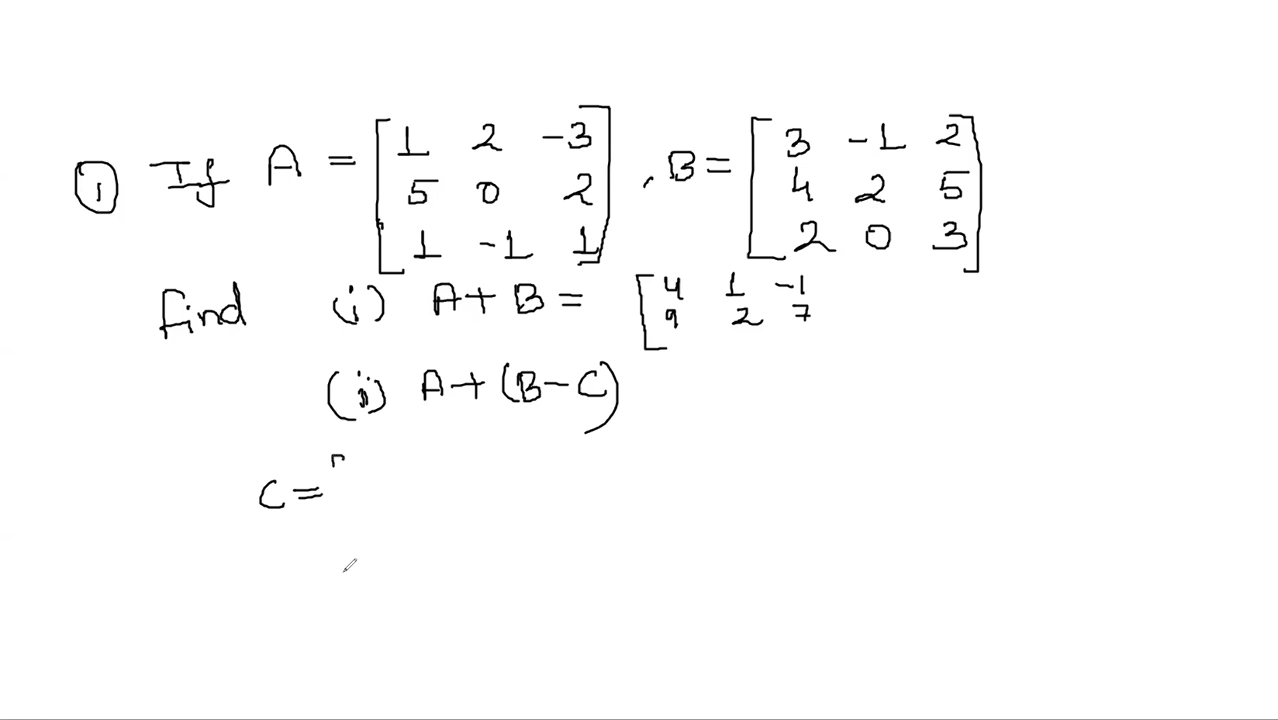 1 If A = [ 1 2 -3 , B = [ 3 -1 2 ]
5 0 2 4 2 5
1 -1 1 ] 2 0 3
find (i) A + B = [ 4 1 -1
9 2 7
(ii) A + (B - C)
C =